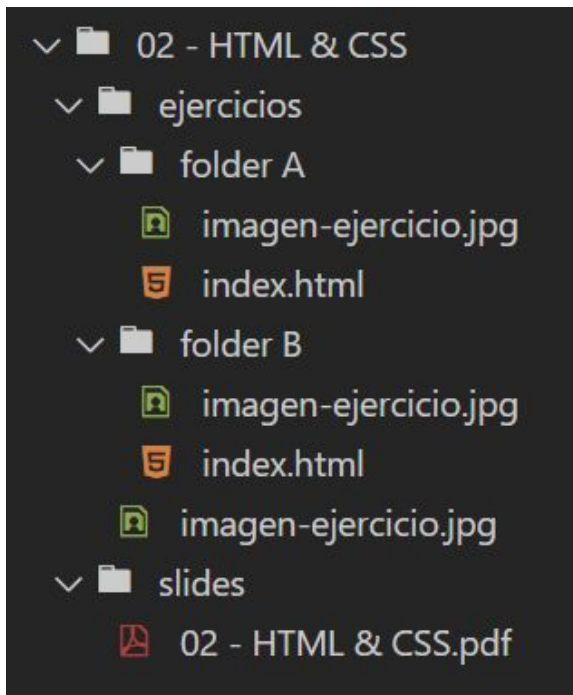 02 - HTML & CSS
ejercicios
folder A
imagen-ejercicio.jpg
index.html
folder B
imagen-ejercicio.jpg
index.html
imagen-ejercicio.jpg
slides
02 - HTML & CSS.pdf